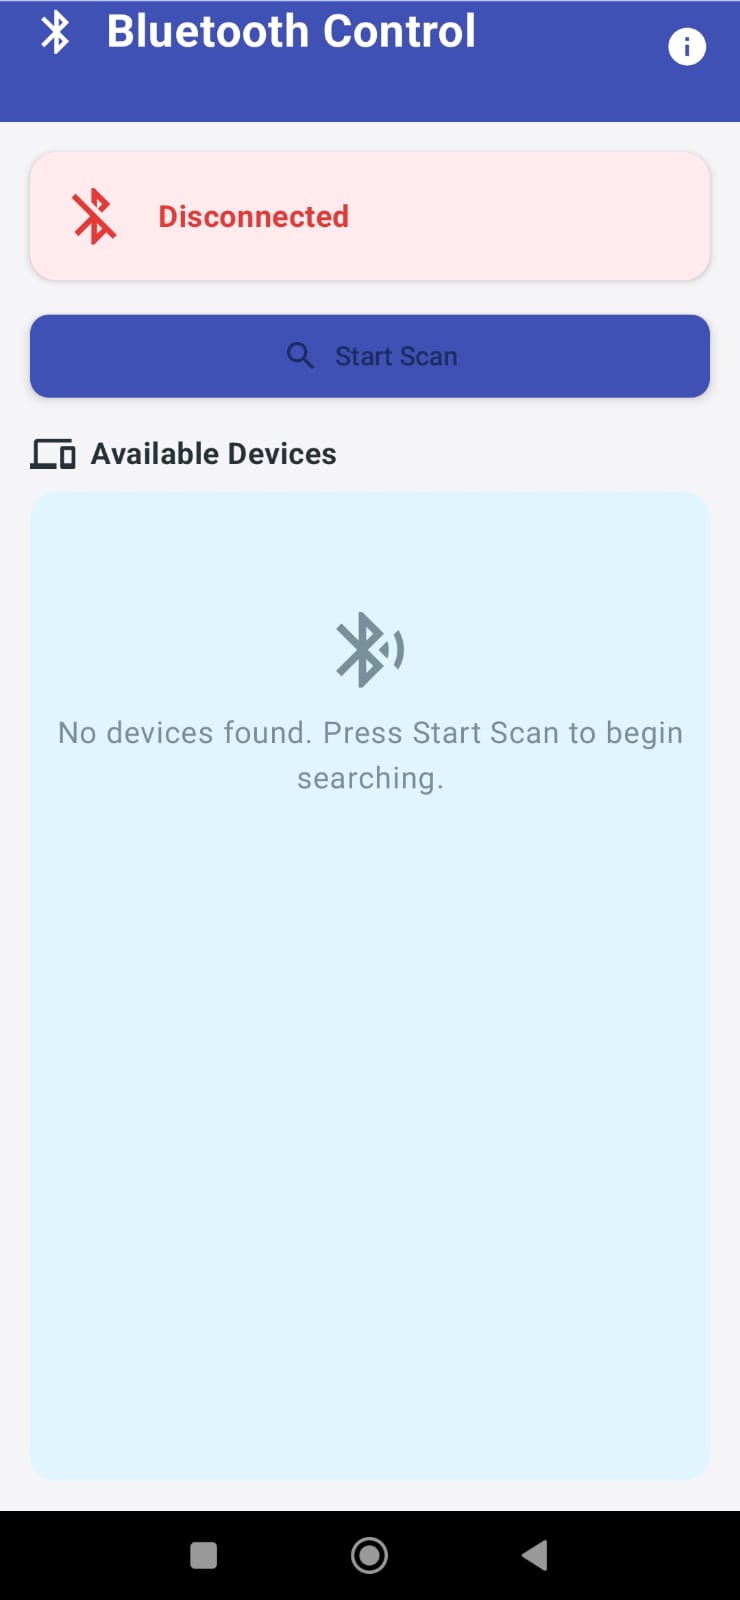 Bluetooth Control
Disconnected
Start Scan
Available Devices
No devices found. Press Start Scan to begin
searching.